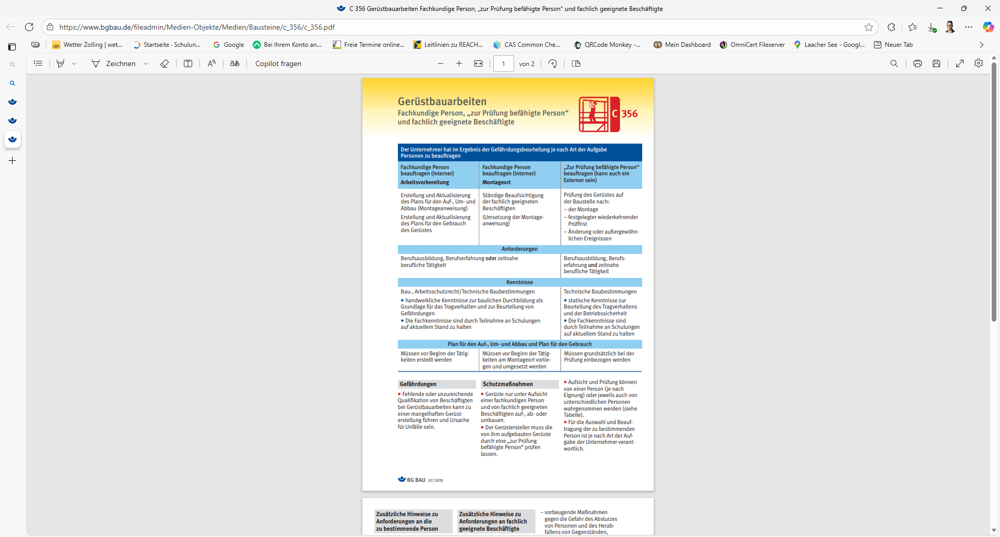 C 356 Gerüstbauarbeiten Fachkundige Person, „zur Prüfung befähigte Person“ und fachlich geeignete Beschäftigte
https://www.bgbau.de/fileadmin/Medien-Objekte/Medien/Bausteine/c_356/c_356.pdf
Wetter Zolling | wet...
Startseite · Schulun...
Google
Bei Ihrem Konto an...
Freie Termine online...
Leitlinien zu REACH...
CAS Common Che...
QRCode Monkey -...
Mein Dashboard
OmniCert Fileserver
Laacher See - Googl...
Neuer Tab
Zeichnen
aあ
Copilot fragen
1
von 2
Gerüstbauarbeiten
Fachkundige Person, „zur Prüfung befähigte Person“
und fachlich geeignete Beschäftigte
C 356
Der Unternehmer hat im Ergebnis der Gefährdungsbeurteilung je nach Art der Aufgabe
Personen zu beauftragen
Fachkundige Person
beauftragen (Interner)
Arbeitsvorbereitung
Fachkundige Person
beauftragen (Interner)
Montageort
„Zur Prüfung befähigte Person“
beauftragen (kann auch ein
Externer sein)
Erstellung und Aktualisierung
des Plans für den Auf-, Um- und
Abbau (Montageanweisung)
Erstellung und Aktualisierung
des Plans für den Gebrauch
des Gerüstes
Ständige Beaufsichtigung
der fachlich geeigneten
Beschäftigten
(Umsetzung der Montage-
anweisung)
Prüfung des Gerüstes auf
der Baustelle nach:
– der Montage
– festgelegter wiederkehrender
Prüffrist
– Änderung oder außergewöhn-
lichen Ereignissen
Anforderungen
Berufsausbildung, Berufserfahrung oder zeitnahe
berufliche Tätigkeit
Berufsausbildung, Berufs-
erfahrung und zeitnahe
berufliche Tätigkeit
Kenntnisse
Bau-, Arbeitsschutzrecht/Technische Baubestimmungen
• handwerkliche Kenntnisse zur baulichen Durchbildung als
Grundlage für das Tragverhalten und zur Beurteilung von
Gefährdungen
• Die Fachkenntnisse sind durch Teilnahme an Schulungen
auf aktuellem Stand zu halten
Technische Baubestimmungen
• statische Kenntnisse zur
Beurteilung des Tragverhaltens
und der Betriebssicherheit
• Die Fachkenntnisse sind
durch Teilnahme an Schulungen
auf aktuellem Stand zu halten
Plan für den Auf-, Um- und Abbau und Plan für den Gebrauch
Müssen vor Beginn der Tätig-
keiten erstellt werden
Müssen vor Beginn der Tätig-
keiten am Montageort vorlie-
gen und umgesetzt werden
Müssen grundsätzlich bei der
Prüfung einbezogen werden
Gefährdungen
• Fehlende oder unzureichende
Qualifikation von Beschäftigten
bei Gerüstbauarbeiten kann zu
einer mangelhaften Gerüst-
erstellung führen und Ursache
für Unfälle sein.
Schutzmaßnahmen
• Gerüste nur unter Aufsicht
einer fachkundigen Person
und von fachlich geeigneten
Beschäftigten auf-, ab- oder
umbauen.
• Der Gerüstersteller muss die
von ihm aufgebauten Gerüste
durch eine „zur Prüfung
befähigte Person“ prüfen
lassen.
• Aufsicht und Prüfung können
von einer Person (je nach
Eignung) oder jeweils auch von
unterschiedlichen Personen
wahrgenommen werden (siehe
Tabelle).
• Für die Auswahl und Beauf-
tragung der zu bestimmenden
Person ist je nach Art der Auf-
gabe der Unternehmer verant-
wortlich.
BG BAU 07/2019
Zusätzliche Hinweise zu
Anforderungen an die
zu bestimmende Person
Zusätzliche Hinweise zu
Anforderungen an fachlich
geeignete Beschäftigte
– vorbeugende Maßnahmen
gegen die Gefahr des Absturzes
von Personen und des Herab-
fallens von Gegenständen,